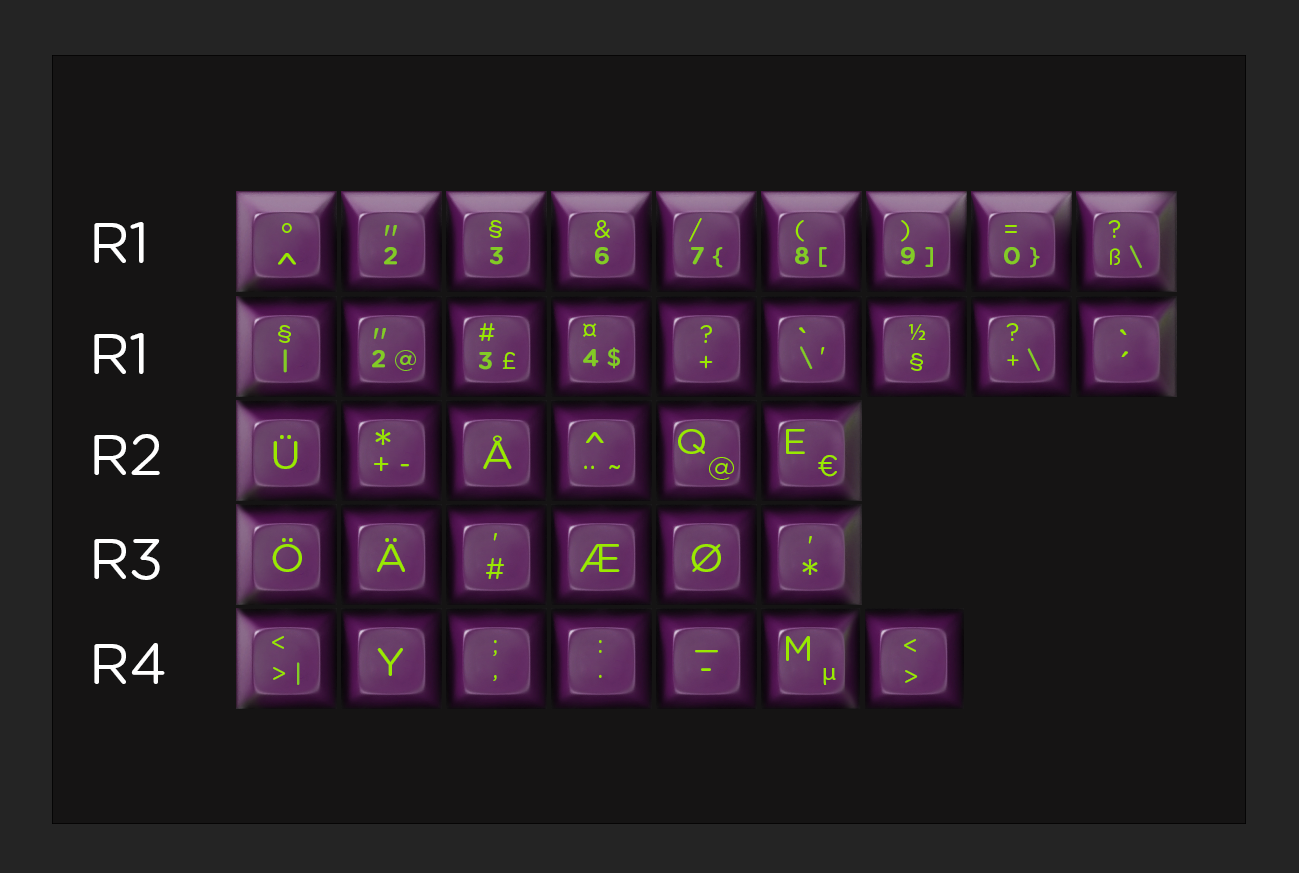 R1 ° ^ " 2 § 3 & 6 / 7 { ( 8 [ ) 9 ] = 0 } ? ß \
R1 § | " 2 @ # 3 £ ¤ 4 $ ? + ` \ ' ½ § ? + \ ` ´
R2 Ü * + - Å ^ ¨ ~ Q @ E €
R3 Ö Ä ' # Æ Ø ' *
R4 < > | Y ; , : . _ - M µ < >